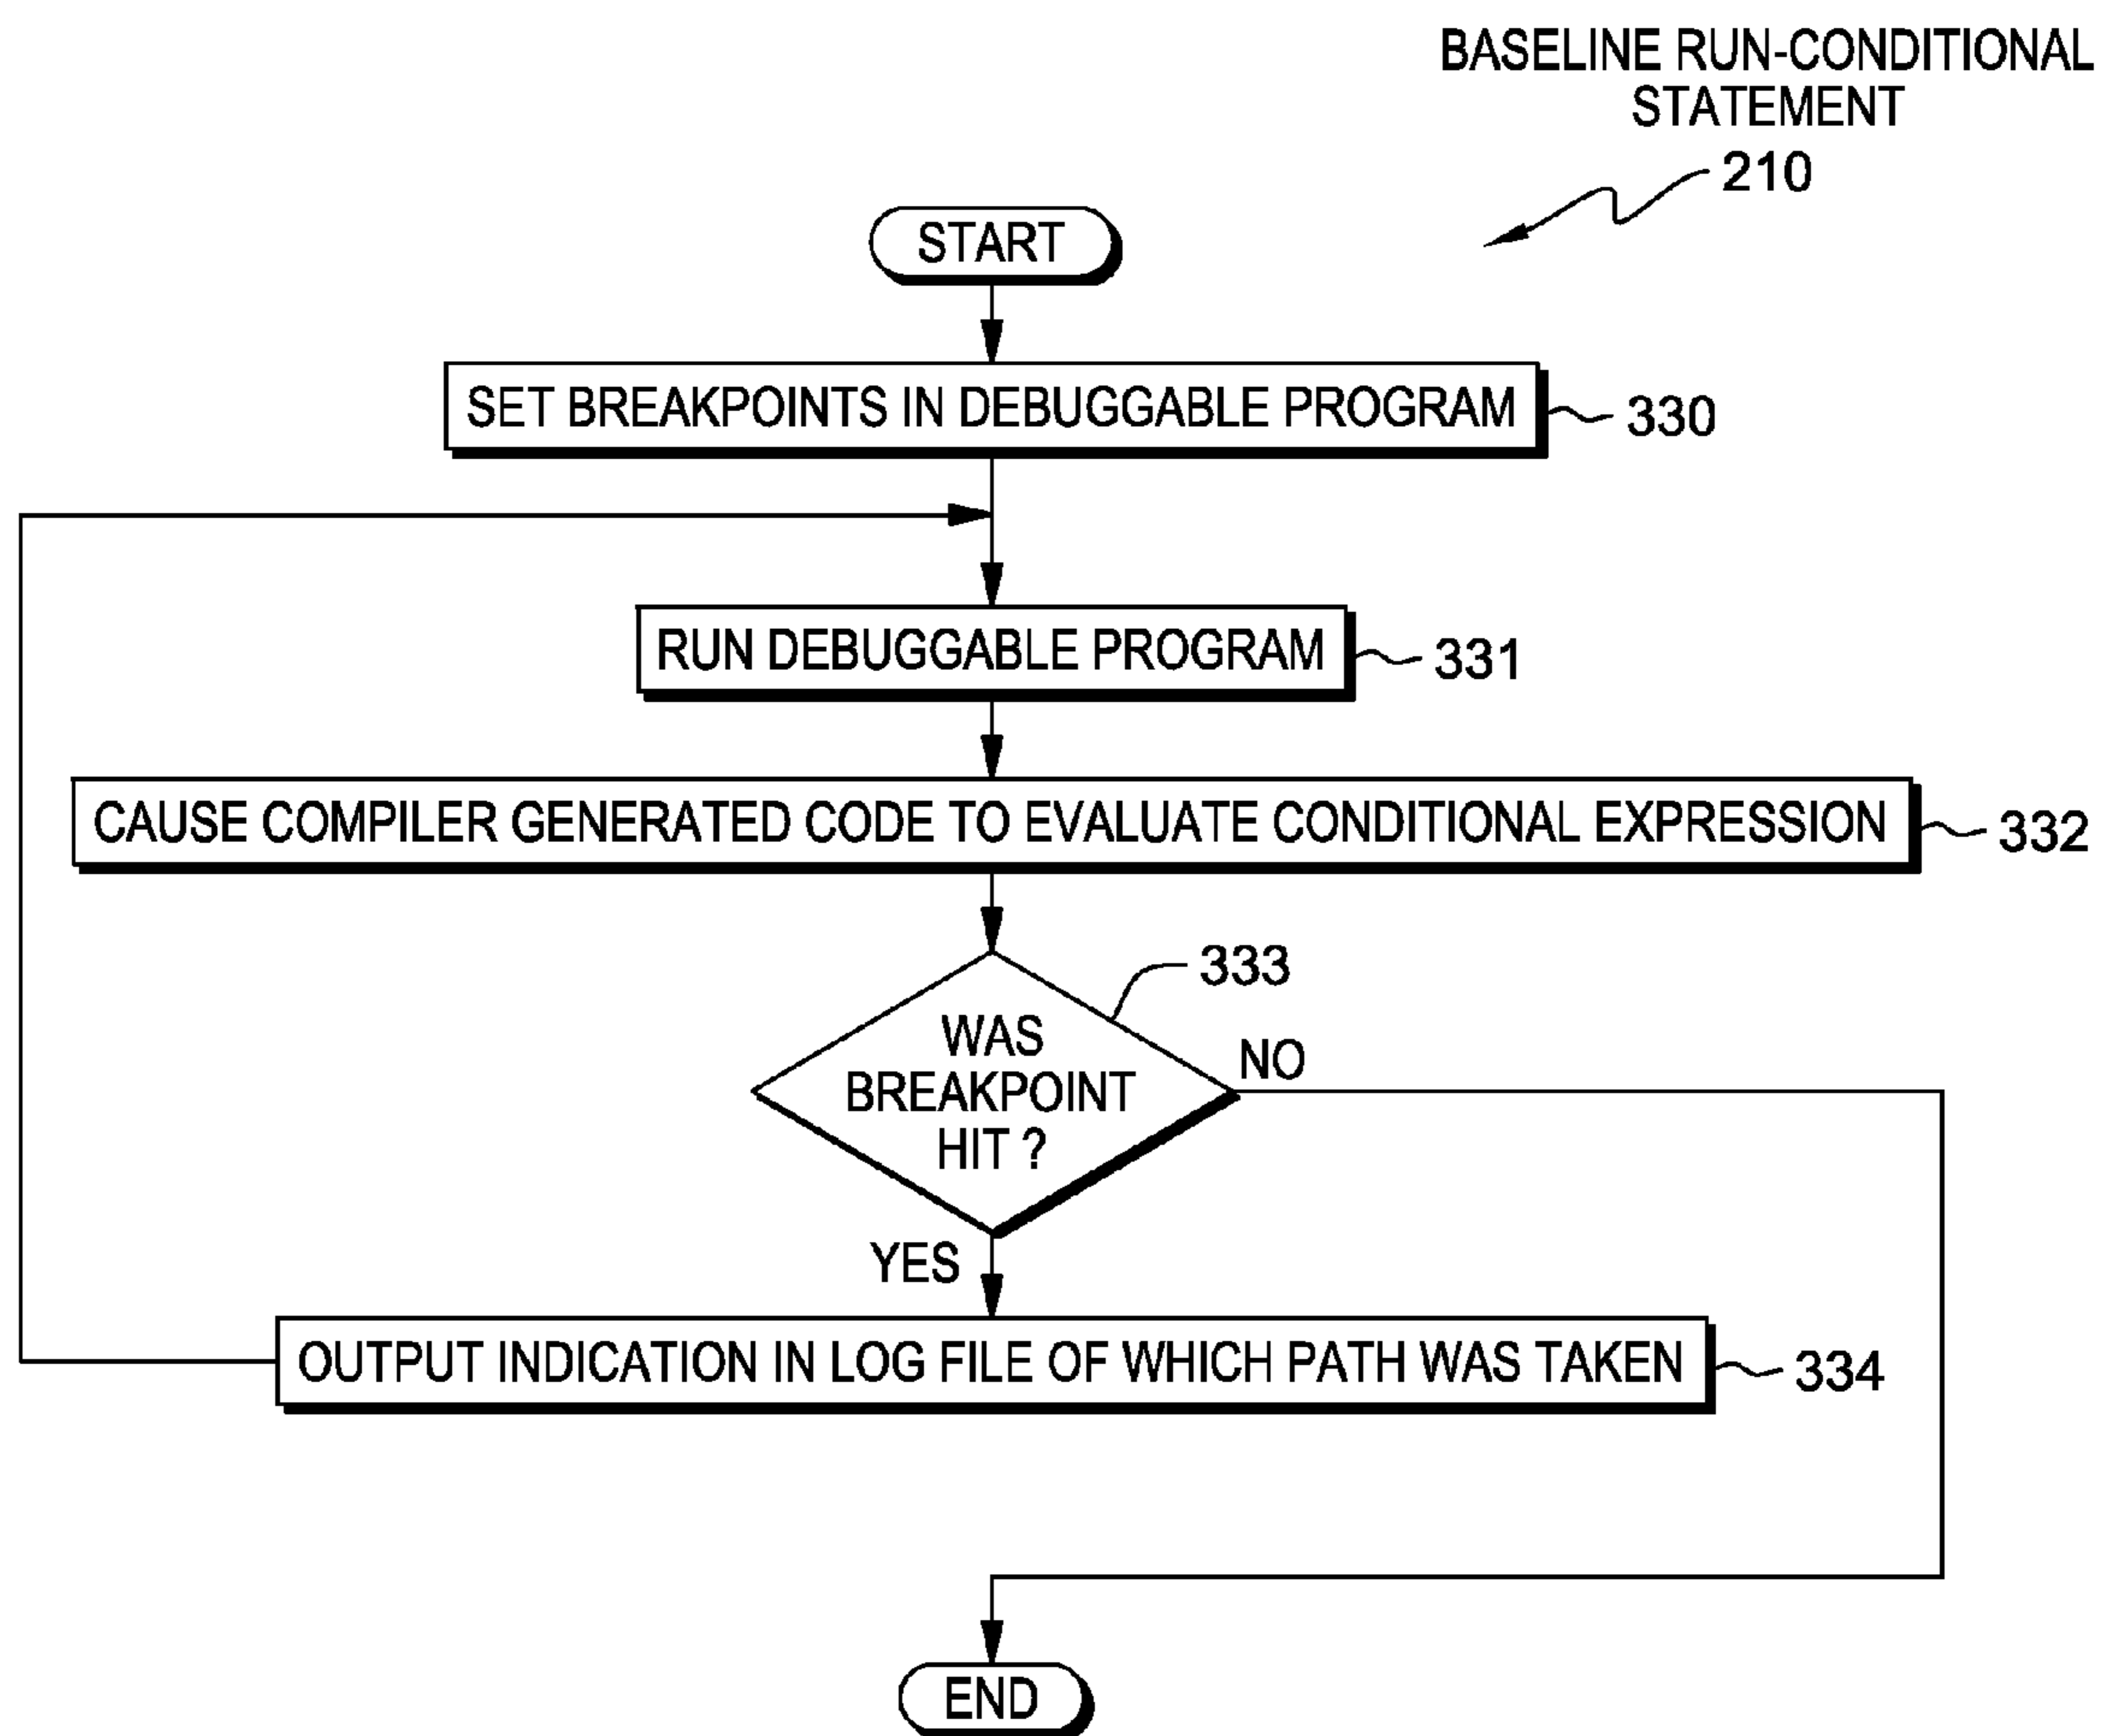 BASELINE RUN-CONDITIONAL
STATEMENT
210
START
SET BREAKPOINTS IN DEBUGGABLE PROGRAM
330
RUN DEBUGGABLE PROGRAM
331
CAUSE COMPILER GENERATED CODE TO EVALUATE CONDITIONAL EXPRESSION
332
333
WAS
BREAKPOINT
HIT ?
NO
YES
OUTPUT INDICATION IN LOG FILE OF WHICH PATH WAS TAKEN
334
END